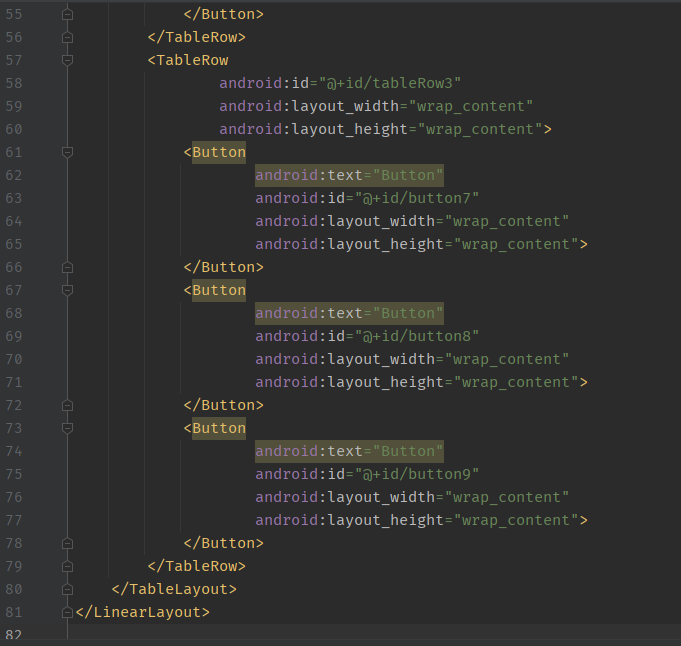 55 </Button>
56 </TableRow>
57 <TableRow
58 android:id="@+id/tableRow3"
59 android:layout_width="wrap_content"
60 android:layout_height="wrap_content">
61 <Button
62 android:text="Button"
63 android:id="@+id/button7"
64 android:layout_width="wrap_content"
65 android:layout_height="wrap_content">
66 </Button>
67 <Button
68 android:text="Button"
69 android:id="@+id/button8"
70 android:layout_width="wrap_content"
71 android:layout_height="wrap_content">
72 </Button>
73 <Button
74 android:text="Button"
75 android:id="@+id/button9"
76 android:layout_width="wrap_content"
77 android:layout_height="wrap_content">
78 </Button>
79 </TableRow>
80 </TableLayout>
81 </LinearLayout>
82